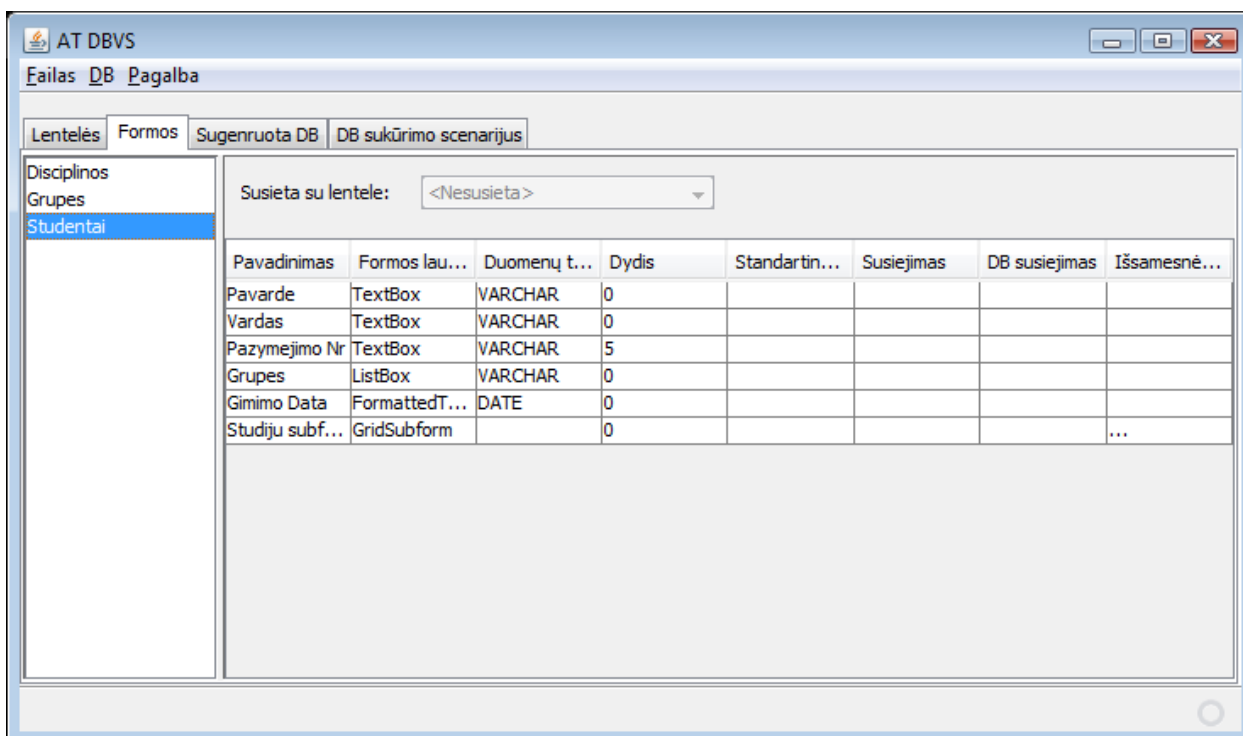 AT DBVS
Failas DB Pagalba
Lentelės Formos Sugenruota DB DB sukūrimo scenarijus
Disciplinos
Grupes
Studentai
Susieta su lentele: <Nesusieta>
Pavadinimas Formos lau... Duomenų t... Dydis Standartin... Susiejimas DB susiejimas Išsamesnė...
Pavarde TextBox VARCHAR 0
Vardas TextBox VARCHAR 0
Pazymejimo Nr TextBox VARCHAR 5
Grupes ListBox VARCHAR 0
Gimimo Data FormattedT... DATE 0
Studiju subf... GridSubform 0 ...